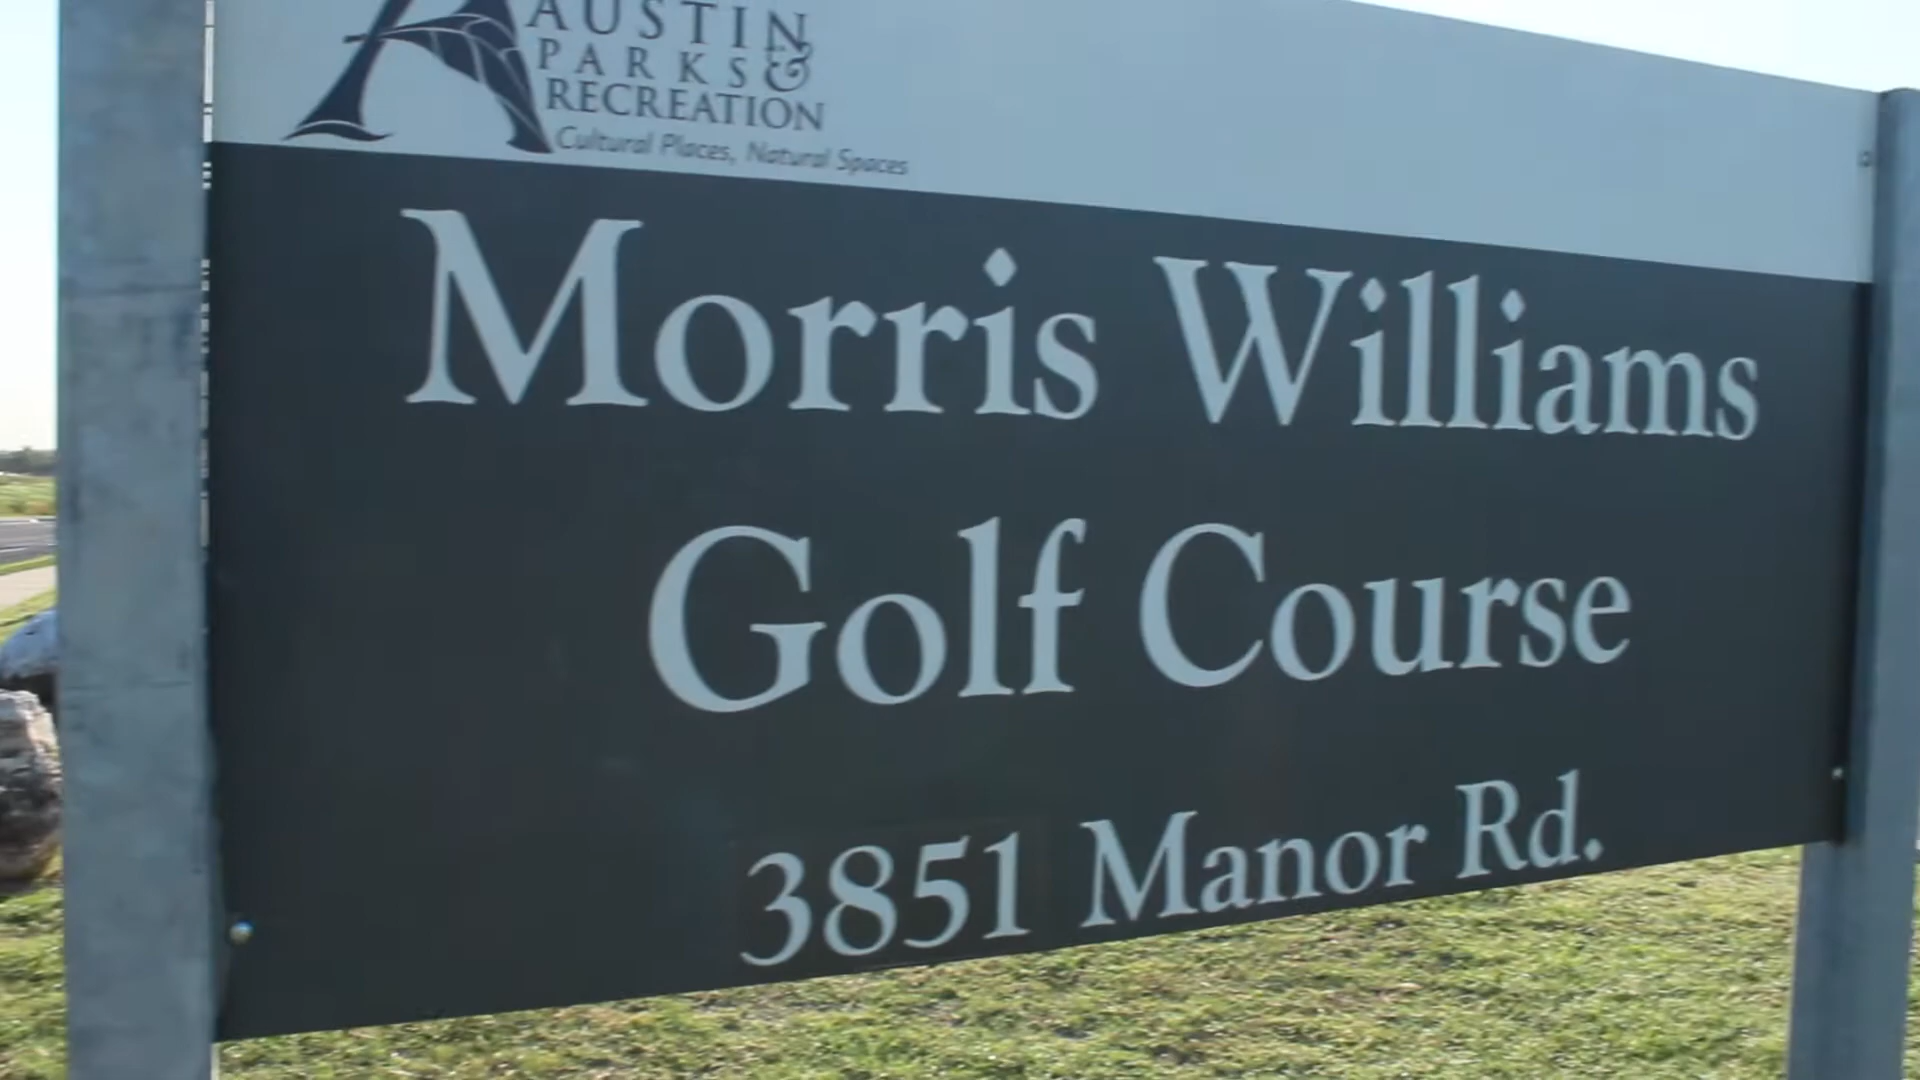 AUSTIN
PARKS &
RECREATION
Cultural Places, Natural Spaces
Morris Williams
Golf Course
3851 Manor Rd.